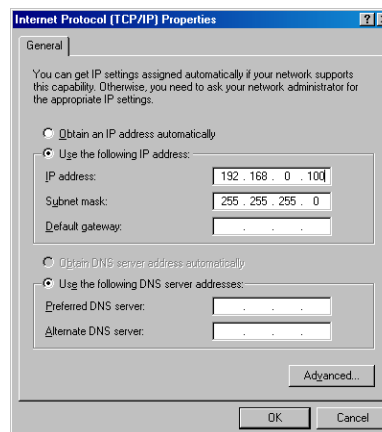 Internet Protocol (TCP/IP) Properties
General
You can get IP settings assigned automatically if your network supports
this capability. Otherwise, you need to ask your network administrator for
the appropriate IP settings.
Obtain an IP address automatically
Use the following IP address:
IP address: 192 . 168 . 0 . 100
Subnet mask: 255 . 255 . 255 . 0
Default gateway: . . .
Obtain DNS server address automatically
Use the following DNS server addresses:
Preferred DNS server: . . .
Alternate DNS server: . . .
Advanced...
OK Cancel